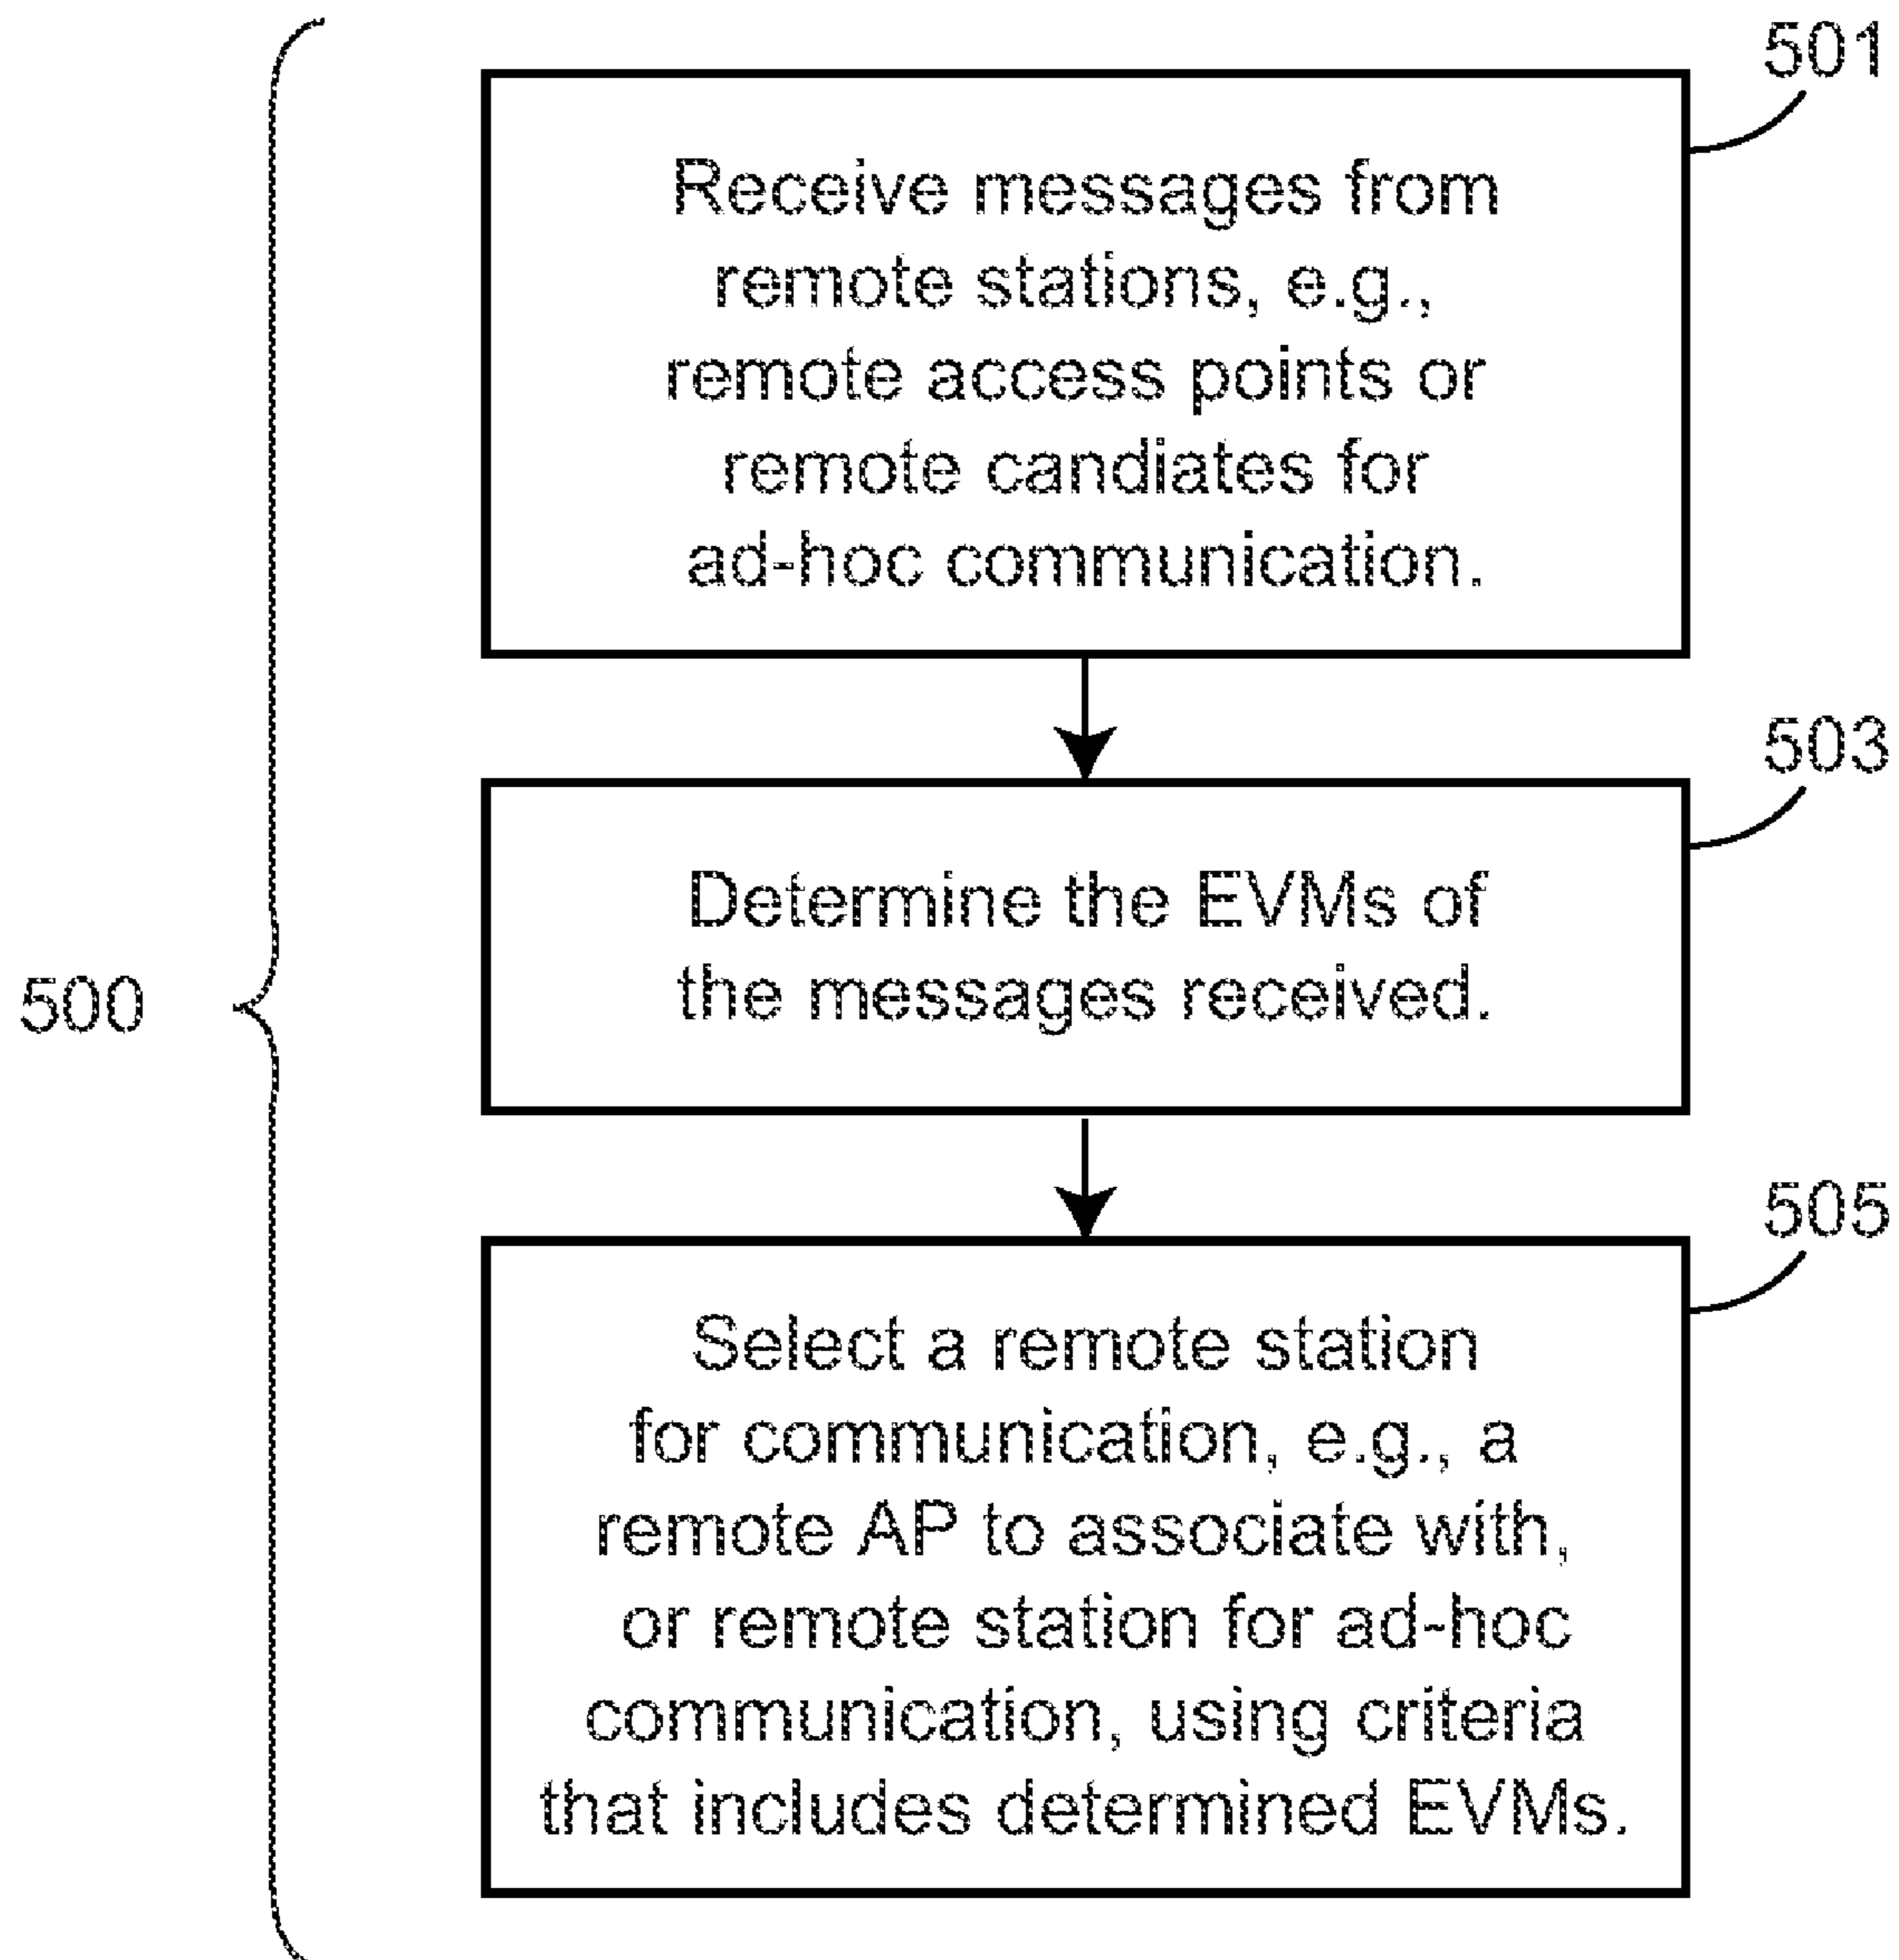 501
Receive messages from
remote stations, e.g.,
remote access points or
remote candiates for
ad-hoc communication.
503
Determine the EVMs of
the messages received.
500
505
Select a remote station
for communication, e.g., a
remote AP to associate with,
or remote station for ad-hoc
communication, using criteria
that includes determined EVMs.